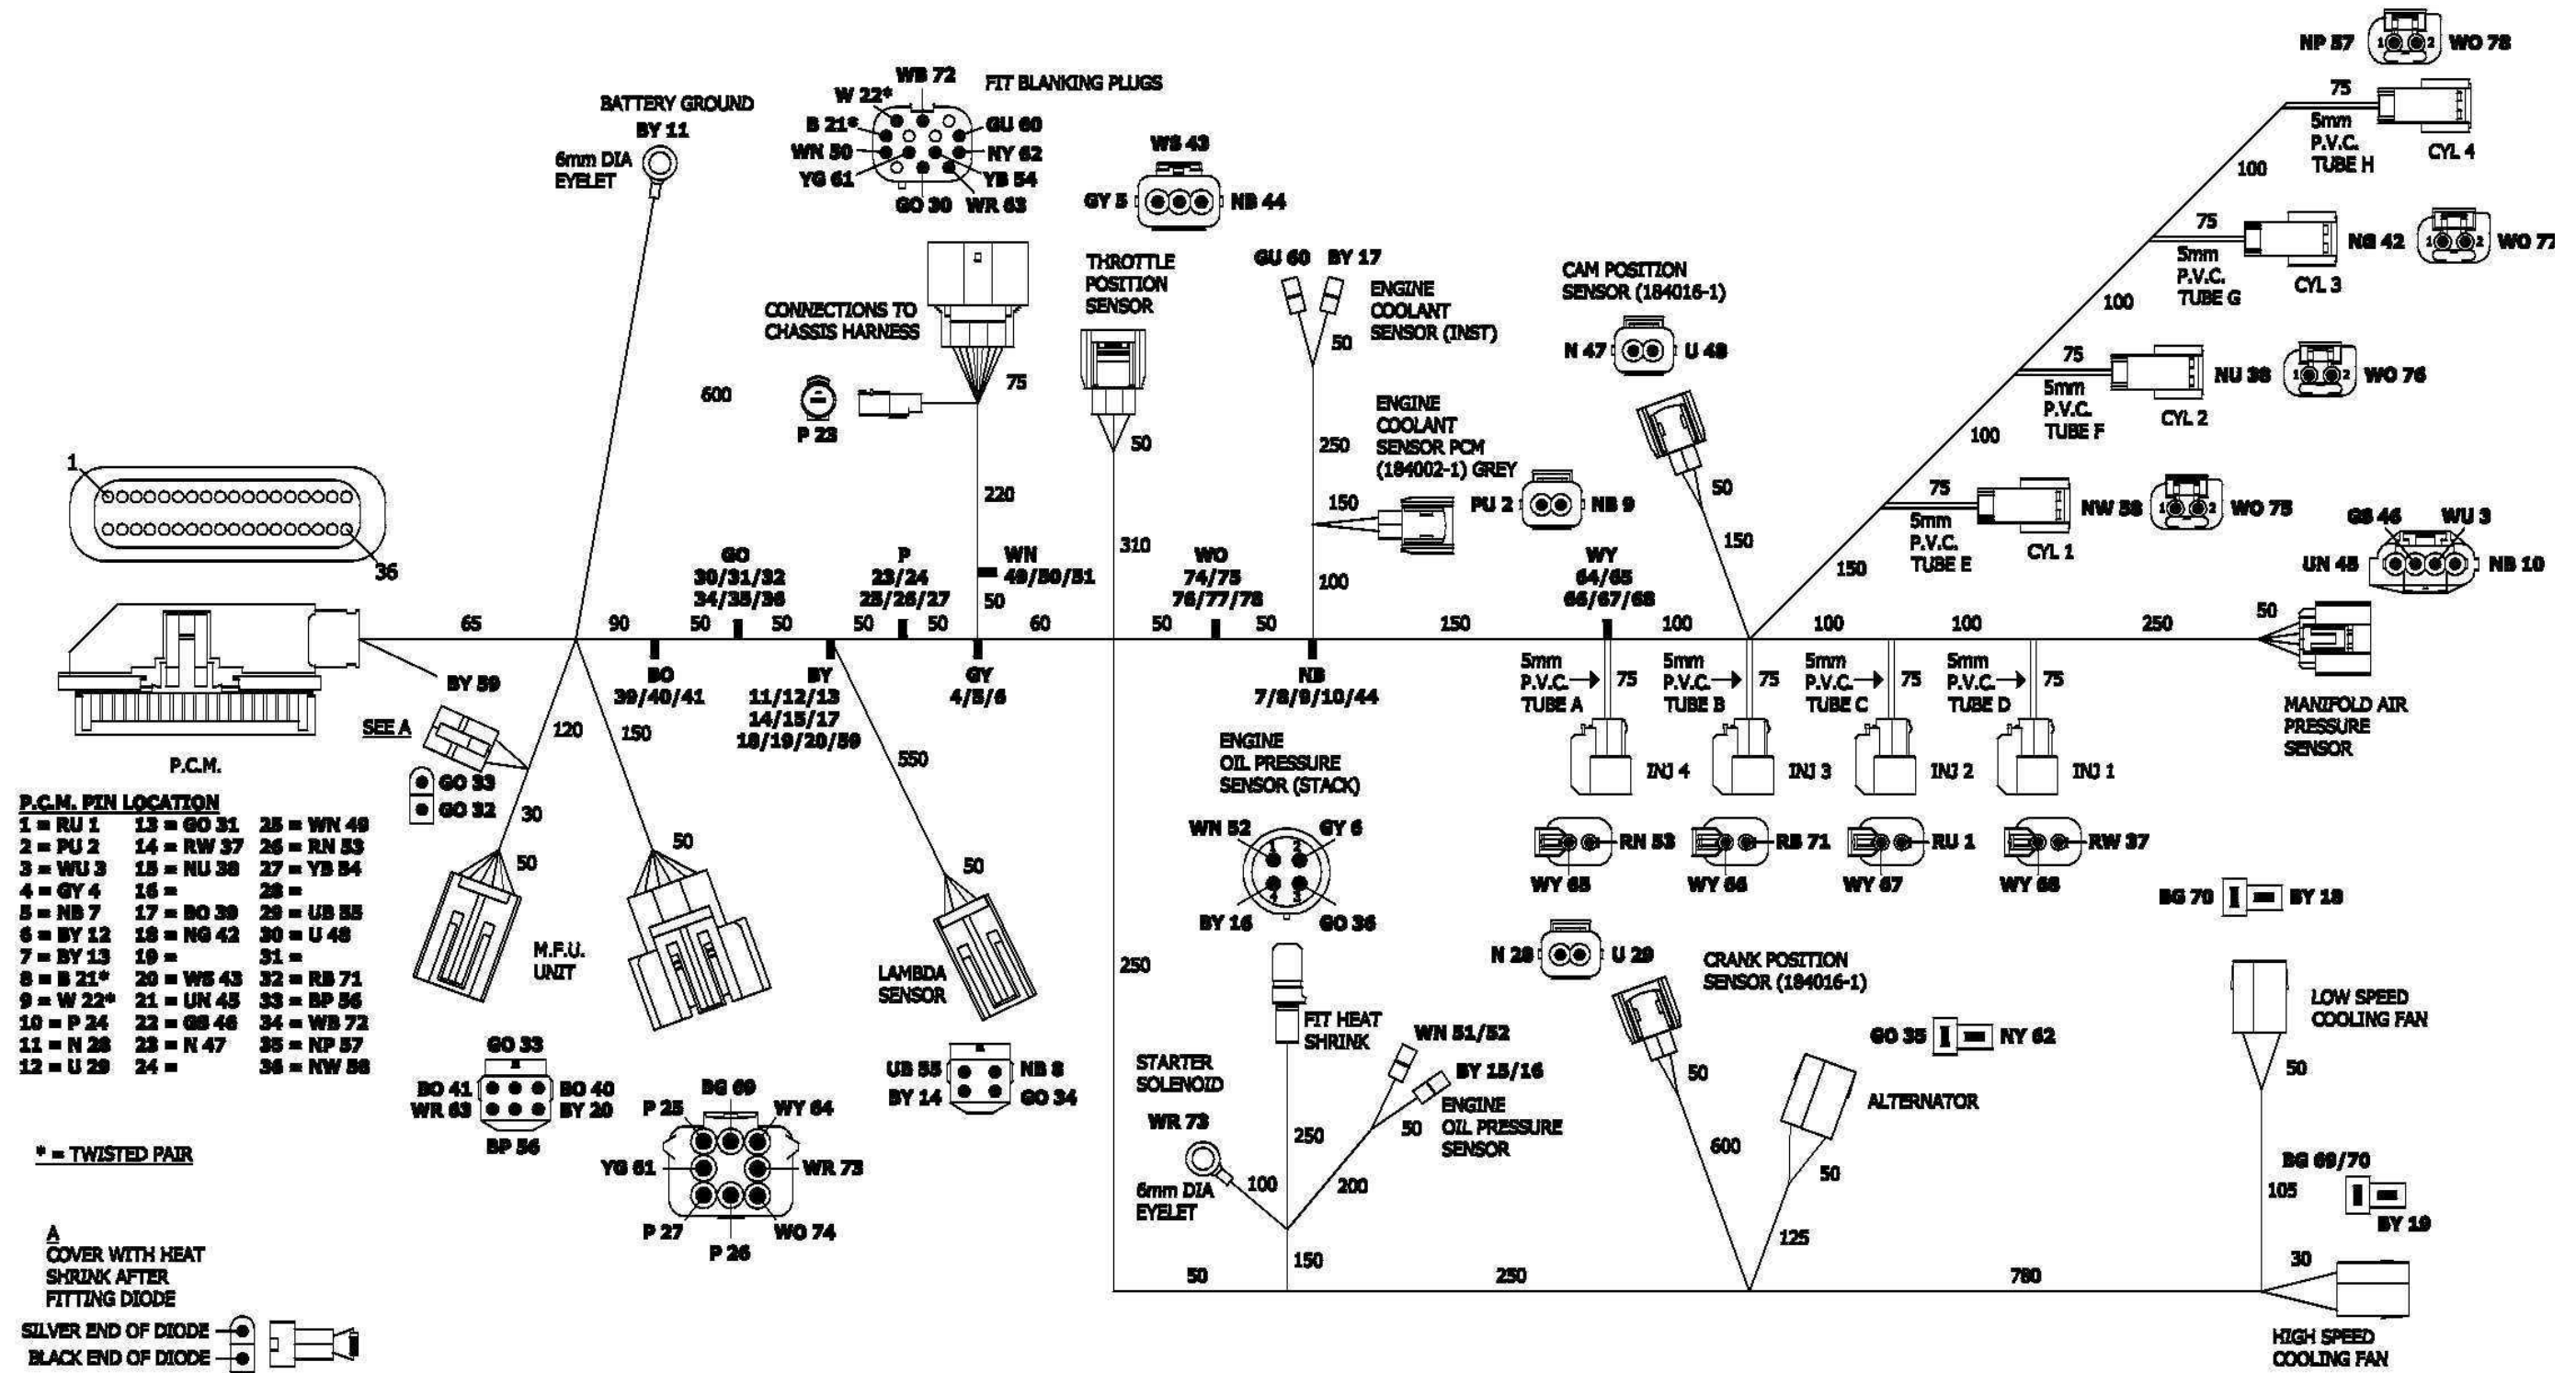 BATTERY GROUND
BY 11
6mm DIA
EYELET
WB 72
W 22*
B 21*
WN 50
YG 61
GO 30
WR 63
YB 54
NY 62
GU 60
FIT BLANKING PLUGS
CONNECTIONS TO
CHASSIS HARNESS
P 23
600
75
220
50
WS 43
GY 5
NB 44
THROTTLE
POSITION
SENSOR
50
310
GU 60 BY 17
ENGINE
COOLANT
SENSOR (INST)
50
250
ENGINE
COOLANT
SENSOR PCM
(184002-1) GREY
150
100
PU 2
NB 9
CAM POSITION
SENSOR (184016-1)
N 47
U 48
50
150
NP 57
1 2
WO 78
75
5mm
P.V.C.
TUBE H
CYL 4
100
75
5mm
P.V.C.
TUBE G
CYL 3
NG 42
1 2
WO 77
100
75
5mm
P.V.C.
TUBE F
CYL 2
NU 38
1 2
WO 76
100
75
5mm
P.V.C.
TUBE E
CYL 1
NW 58
1 2
WO 75
150
GS 46
WU 3
UN 45
NB 10
MANIFOLD AIR
PRESSURE
SENSOR
1
36
P.C.M.
BY 59
65
90
50
50
50
50
60
50
50
150
100
100
100
250
50
GO
30/31/32
34/35/36
P
23/24
25/26/27
WN
49/50/51
WO
74/75
76/77/78
WY
64/65
66/67/68
BO
39/40/41
BY
11/12/13
14/15/17
18/19/20/59
GY
4/5/6
NB
7/8/9/10/44
5mm
P.V.C.
TUBE A
75
INJ 4
5mm
P.V.C.
TUBE B
75
INJ 3
5mm
P.V.C.
TUBE C
75
INJ 2
5mm
P.V.C.
TUBE D
75
INJ 1
RN 53
WY 65
RB 71
WY 66
RU 1
WY 67
RW 37
WY 68
SEE A
GO 33
GO 32
120
30
50
150
50
M.F.U.
UNIT
550
50
LAMBDA
SENSOR
P.C.M. PIN LOCATION
1 = RU 1 13 = GO 31 25 = WN 49
2 = PU 2 14 = RW 37 26 = RN 53
3 = WU 3 15 = NU 38 27 = YB 54
4 = GY 4 16 = 28 =
5 = NB 7 17 = BO 39 29 = UB 55
6 = BY 12 18 = NG 42 30 = U 48
7 = BY 13 19 = 31 =
8 = B 21* 20 = WS 43 32 = RB 71
9 = W 22* 21 = UN 45 33 = BP 56
10 = P 24 22 = GS 46 34 = WB 72
11 = N 28 23 = N 47 35 = NP 57
12 = U 29 24 = 36 = NW 58
* = TWISTED PAIR
GO 33
BO 41
BO 40
WR 63
BY 20
BP 56
BG 69
P 25
WY 64
YG 61
WR 73
P 27
WO 74
P 26
UB 55
NB 8
BY 14
GO 34
ENGINE
OIL PRESSURE
SENSOR (STACK)
WN 52
GY 6
1 2
4 3
BY 16
GO 36
FIT HEAT
SHRINK
250
250
STARTER
SOLENOID
WR 73
6mm DIA
EYELET
100
200
150
WN 51/52
BY 15/16
50
ENGINE
OIL PRESSURE
SENSOR
N 28
U 29
CRANK POSITION
SENSOR (184016-1)
50
600
GO 35
NY 62
ALTERNATOR
50
125
BG 70
BY 18
LOW SPEED
COOLING FAN
50
105
BG 69/70
BY 19
30
HIGH SPEED
COOLING FAN
50
250
780
A
COVER WITH HEAT
SHRINK AFTER
FITTING DIODE
SILVER END OF DIODE
BLACK END OF DIODE